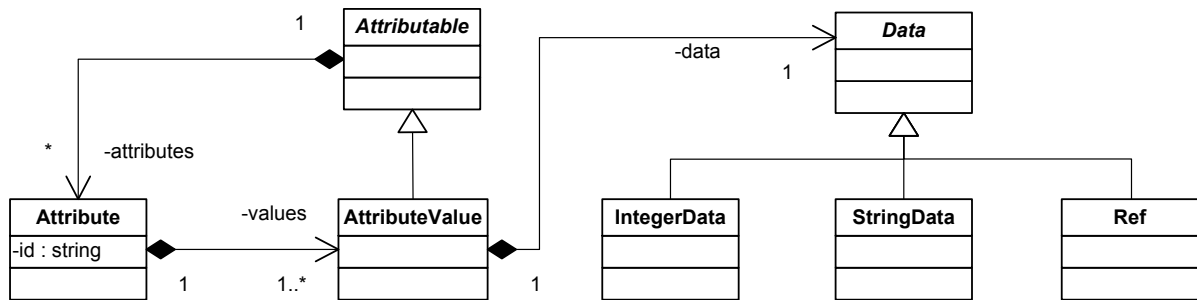 1
Attributable
Data
-data
1
* -attributes
Attribute
-id : string
1
-values
1..*
AttributeValue
1
IntegerData
StringData
Ref